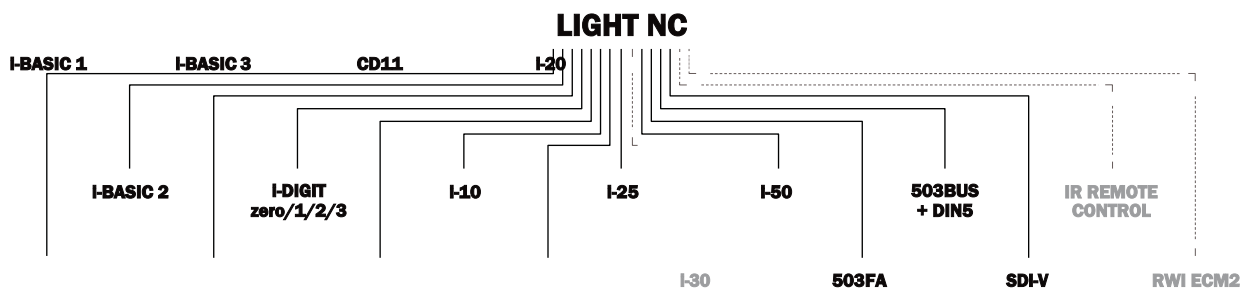 LIGHT NC
I-BASIC 1
I-BASIC 3
CD11
I-20
I-BASIC 2
I-DIGIT
zero/1/2/3
I-10
I-25
I-50
503BUS
+ DIN5
IR REMOTE
CONTROL
I-30
503FA
SDI-V
RWI ECM2